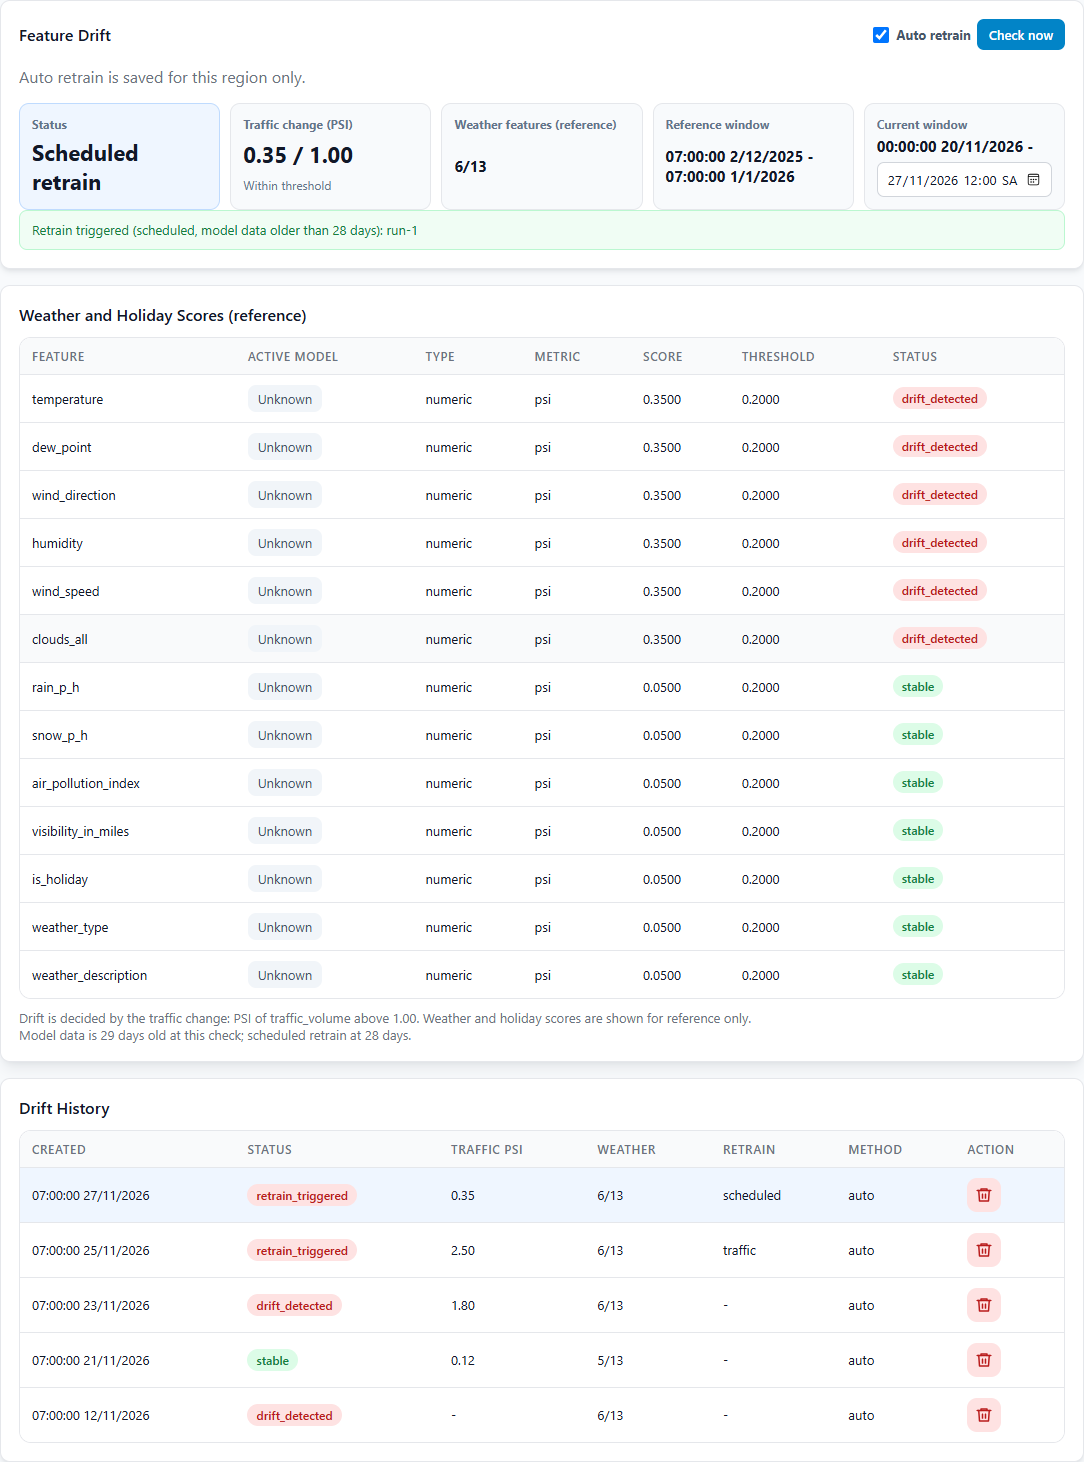 Feature Drift
Auto retrain
Check now
Auto retrain is saved for this region only.
Status
Scheduled
retrain
Traffic change (PSI)
0.35 / 1.00
Within threshold
Weather features (reference)
6/13
Reference window
07:00:00 2/12/2025 -
07:00:00 1/1/2026
Current window
00:00:00 20/11/2026 -
27/11/2026 12:00 SA
Retrain triggered (scheduled, model data older than 28 days): run-1
Weather and Holiday Scores (reference)
FEATURE ACTIVE MODEL TYPE METRIC SCORE THRESHOLD STATUS
temperature Unknown numeric psi 0.3500 0.2000 drift_detected
dew_point Unknown numeric psi 0.3500 0.2000 drift_detected
wind_direction Unknown numeric psi 0.3500 0.2000 drift_detected
humidity Unknown numeric psi 0.3500 0.2000 drift_detected
wind_speed Unknown numeric psi 0.3500 0.2000 drift_detected
clouds_all Unknown numeric psi 0.3500 0.2000 drift_detected
rain_p_h Unknown numeric psi 0.0500 0.2000 stable
snow_p_h Unknown numeric psi 0.0500 0.2000 stable
air_pollution_index Unknown numeric psi 0.0500 0.2000 stable
visibility_in_miles Unknown numeric psi 0.0500 0.2000 stable
is_holiday Unknown numeric psi 0.0500 0.2000 stable
weather_type Unknown numeric psi 0.0500 0.2000 stable
weather_description Unknown numeric psi 0.0500 0.2000 stable
Drift is decided by the traffic change: PSI of traffic_volume above 1.00. Weather and holiday scores are shown for reference only.
Model data is 29 days old at this check; scheduled retrain at 28 days.
Drift History
CREATED STATUS TRAFFIC PSI WEATHER RETRAIN METHOD ACTION
07:00:00 27/11/2026 retrain_triggered 0.35 6/13 scheduled auto
07:00:00 25/11/2026 retrain_triggered 2.50 6/13 traffic auto
07:00:00 23/11/2026 drift_detected 1.80 6/13 - auto
07:00:00 21/11/2026 stable 0.12 5/13 - auto
07:00:00 12/11/2026 drift_detected - 6/13 - auto